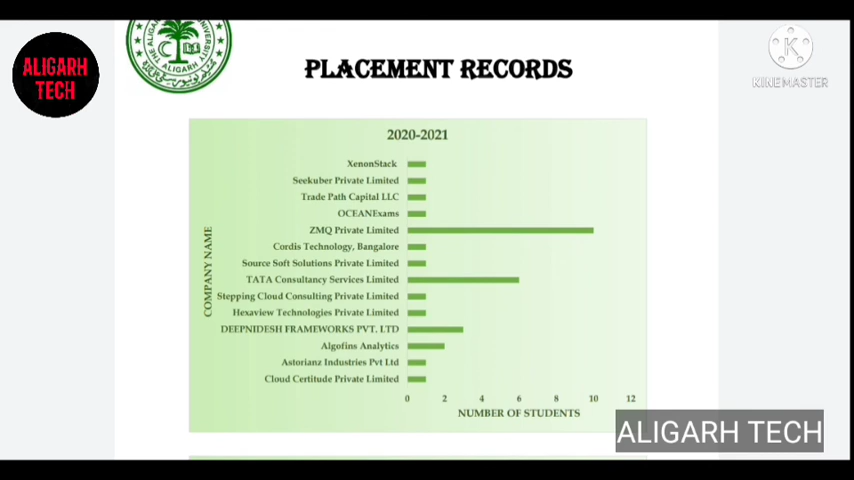 ALIGARH
TECH
THE ALIGARH
UNIVERSITY
PLACEMENT RECORDS
KINEMASTER
2020-2021
COMPANY NAME
XenonStack
Seekuber Private Limited
Trade Path Capital LLC
OCEANExams
ZMQ Private Limited
Cordis Technology, Bangalore
Source Soft Solutions Private Limited
TATA Consultancy Services Limited
Stepping Cloud Consulting Private Limited
Hexaview Technologies Private Limited
DEEPNIDESH FRAMEWORKS PVT. LTD
Algofins Analytics
Astorianz Industries Pvt Ltd
Cloud Certitude Private Limited
0 2 4 6 8 10 12
NUMBER OF STUDENTS
ALIGARH TECH